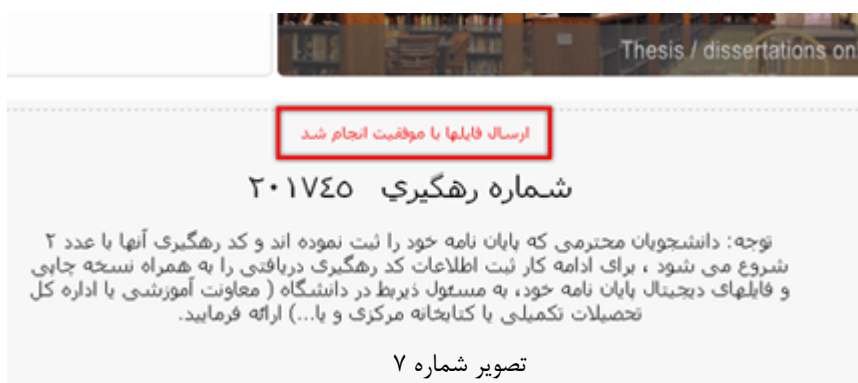 Thesis / dissertations on
ارسال فایلها با موفقیت انجام شد
شماره رهگيري ٢٠١٧٤٥
توجه: دانشجویان محترمی که پایان نامه خود را ثبت نموده اند و کد رهگیری آنها با عدد ٢
شروع می شود ، برای ادامه کار ثبت اطلاعات کد رهگیری دریافتی را به همراه نسخه چاپی
و فایلهای دیجیتال پایان نامه خود، به مسئول ذیربط در دانشگاه ( معاونت آموزشی یا اداره کل
تحصیلات تکمیلی یا کتابخانه مرکزی و یا...) ارائه فرمایید.
تصویر شماره ۷